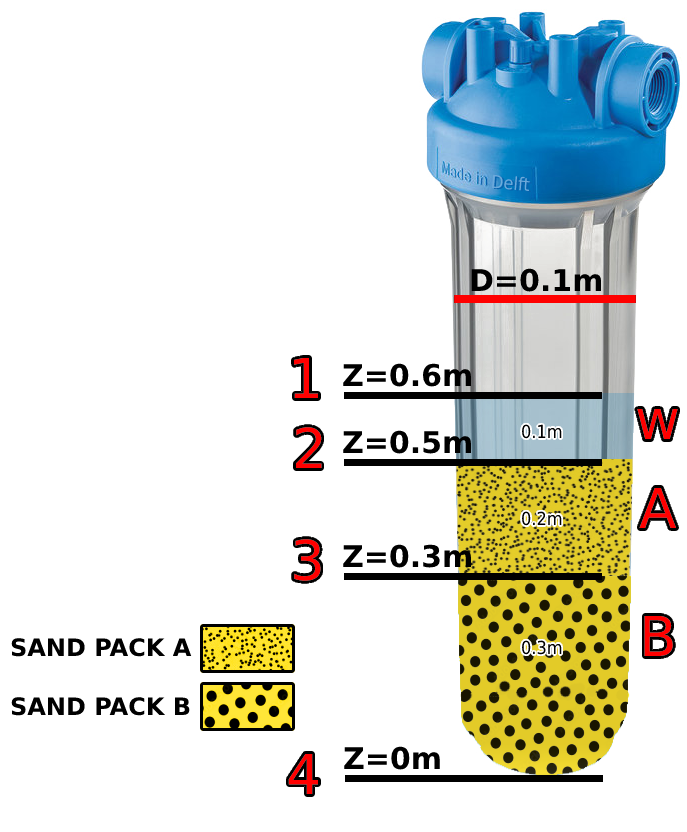 Made in Delft
D=0.1m
1 Z=0.6m
0.1m W
2 Z=0.5m
0.2m A
3 Z=0.3m
SAND PACK A
0.3m B
SAND PACK B
4 Z=0m